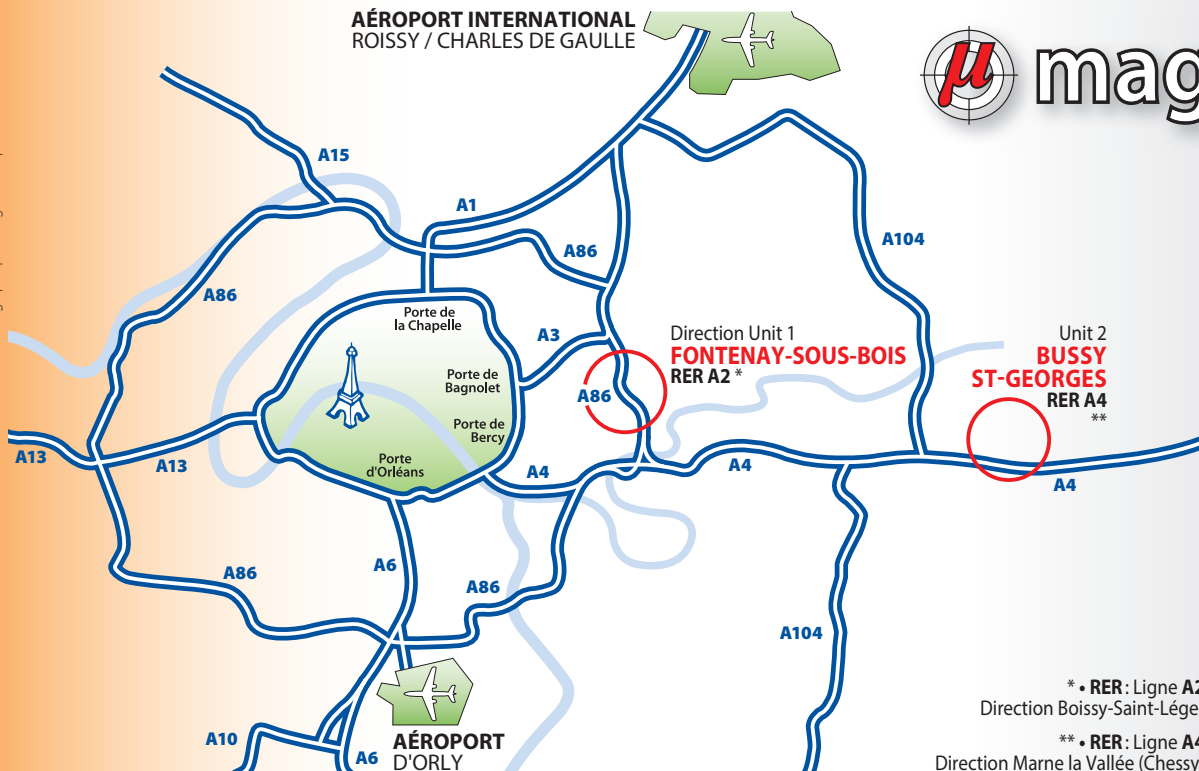 AÉROPORT INTERNATIONAL
ROISSY / CHARLES DE GAULLE
μ mag
A15
A1
A86
A104
A86
Porte de
la Chapelle
A3
Direction Unit 1
FONTENAY-SOUS-BOIS
RER A2 *
Unit 2
BUSSY
ST-GEORGES
RER A4
**
Porte de
Bagnolet
A86
Porte de
Bercy
A13
A13
Porte
d'Orléans
A4
A4
A4
A6
A86
A86
A104
* • RER : Ligne A2
Direction Boissy-Saint-Lége
** • RER : Ligne A4
Direction Marne la Vallée (Chessy
A10
A6
AÉROPORT
D'ORLY